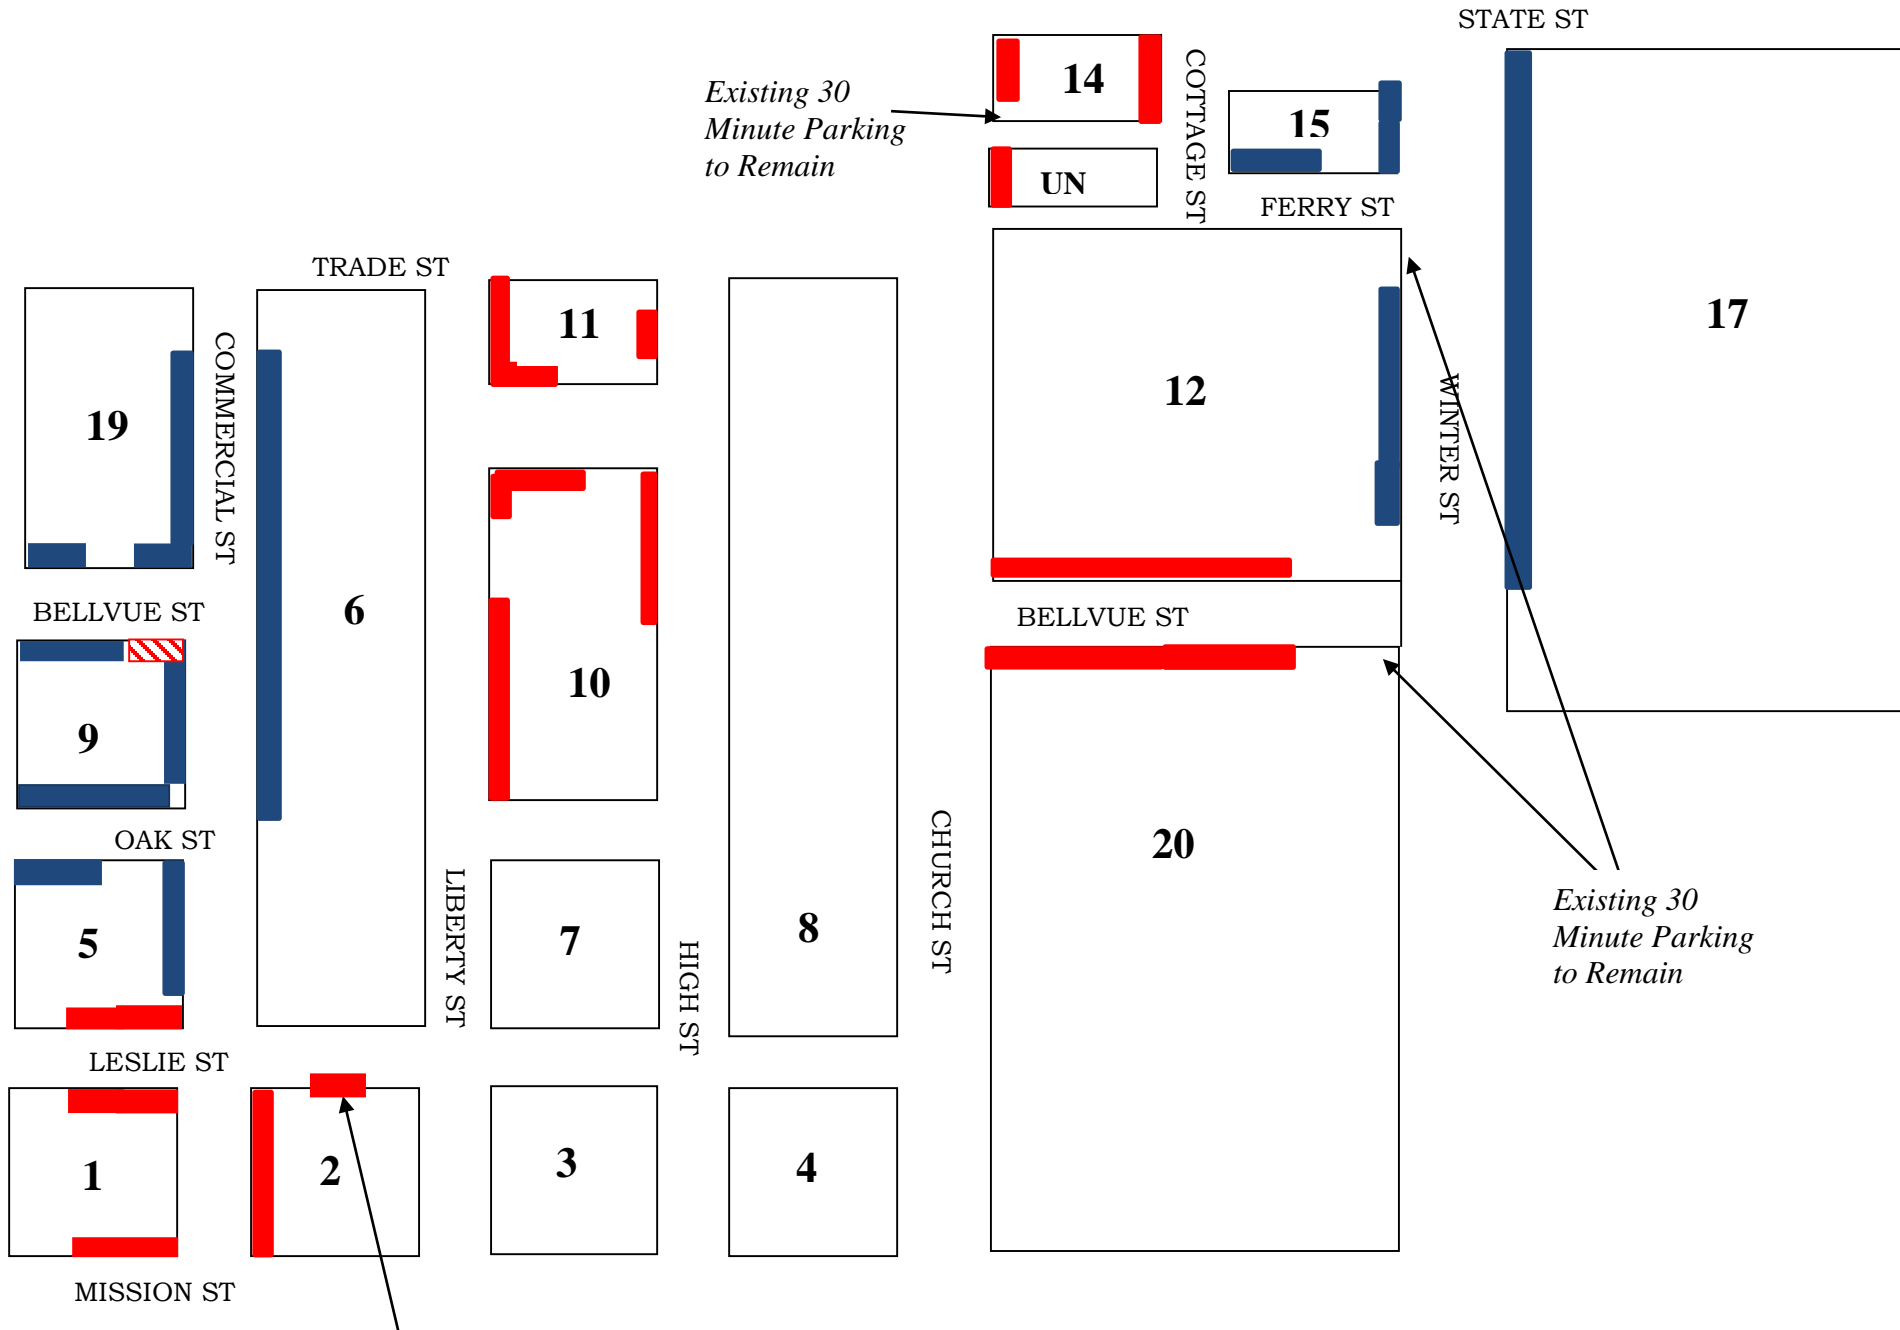 STATE ST
14
COTTAGE ST
Existing 30
Minute Parking
to Remain
15
UN
FERRY ST
TRADE ST
11
17
COMMERCIAL ST
12
WINTER ST
19
BELLVUE ST
6
BELLVUE ST
10
9
OAK ST
CHURCH ST
20
LIBERTY ST
Existing 30
Minute Parking
to Remain
5
7
HIGH ST
8
LESLIE ST
1
2
3
4
MISSION ST